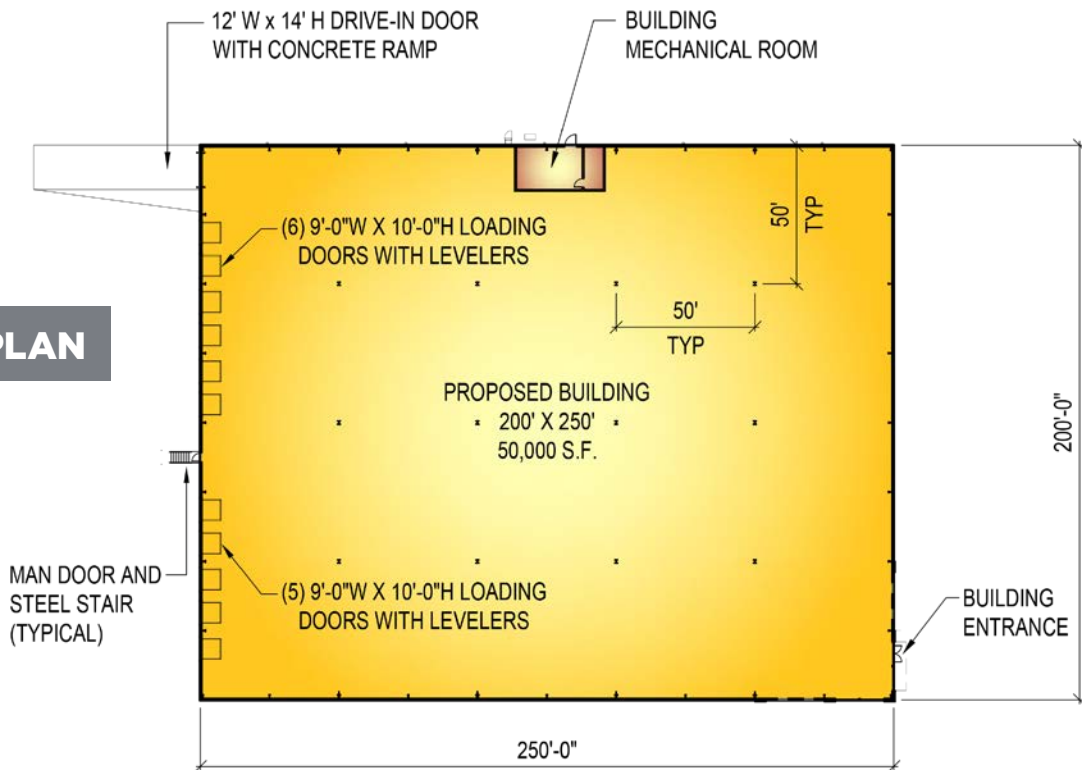 12' W x 14' H DRIVE-IN DOOR
WITH CONCRETE RAMP
BUILDING
MECHANICAL ROOM
(6) 9'-0"W X 10'-0"H LOADING
DOORS WITH LEVELERS
50'
TYP
50'
TYP
PLAN
PROPOSED BUILDING
200' X 250'
50,000 S.F.
200'-0"
MAN DOOR AND
STEEL STAIR
(TYPICAL)
(5) 9'-0"W X 10'-0"H LOADING
DOORS WITH LEVELERS
BUILDING
ENTRANCE
250'-0"